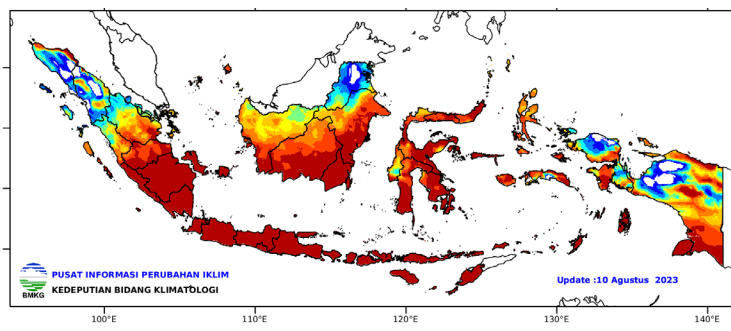 PUSAT INFORMASI PERUBAHAN IKLIM
KEDEPUTIAN BIDANG KLIMATOLOGI
BMKG
Update :10 Agustus 2023
100°E 110°E 120°E 130°E 140°E